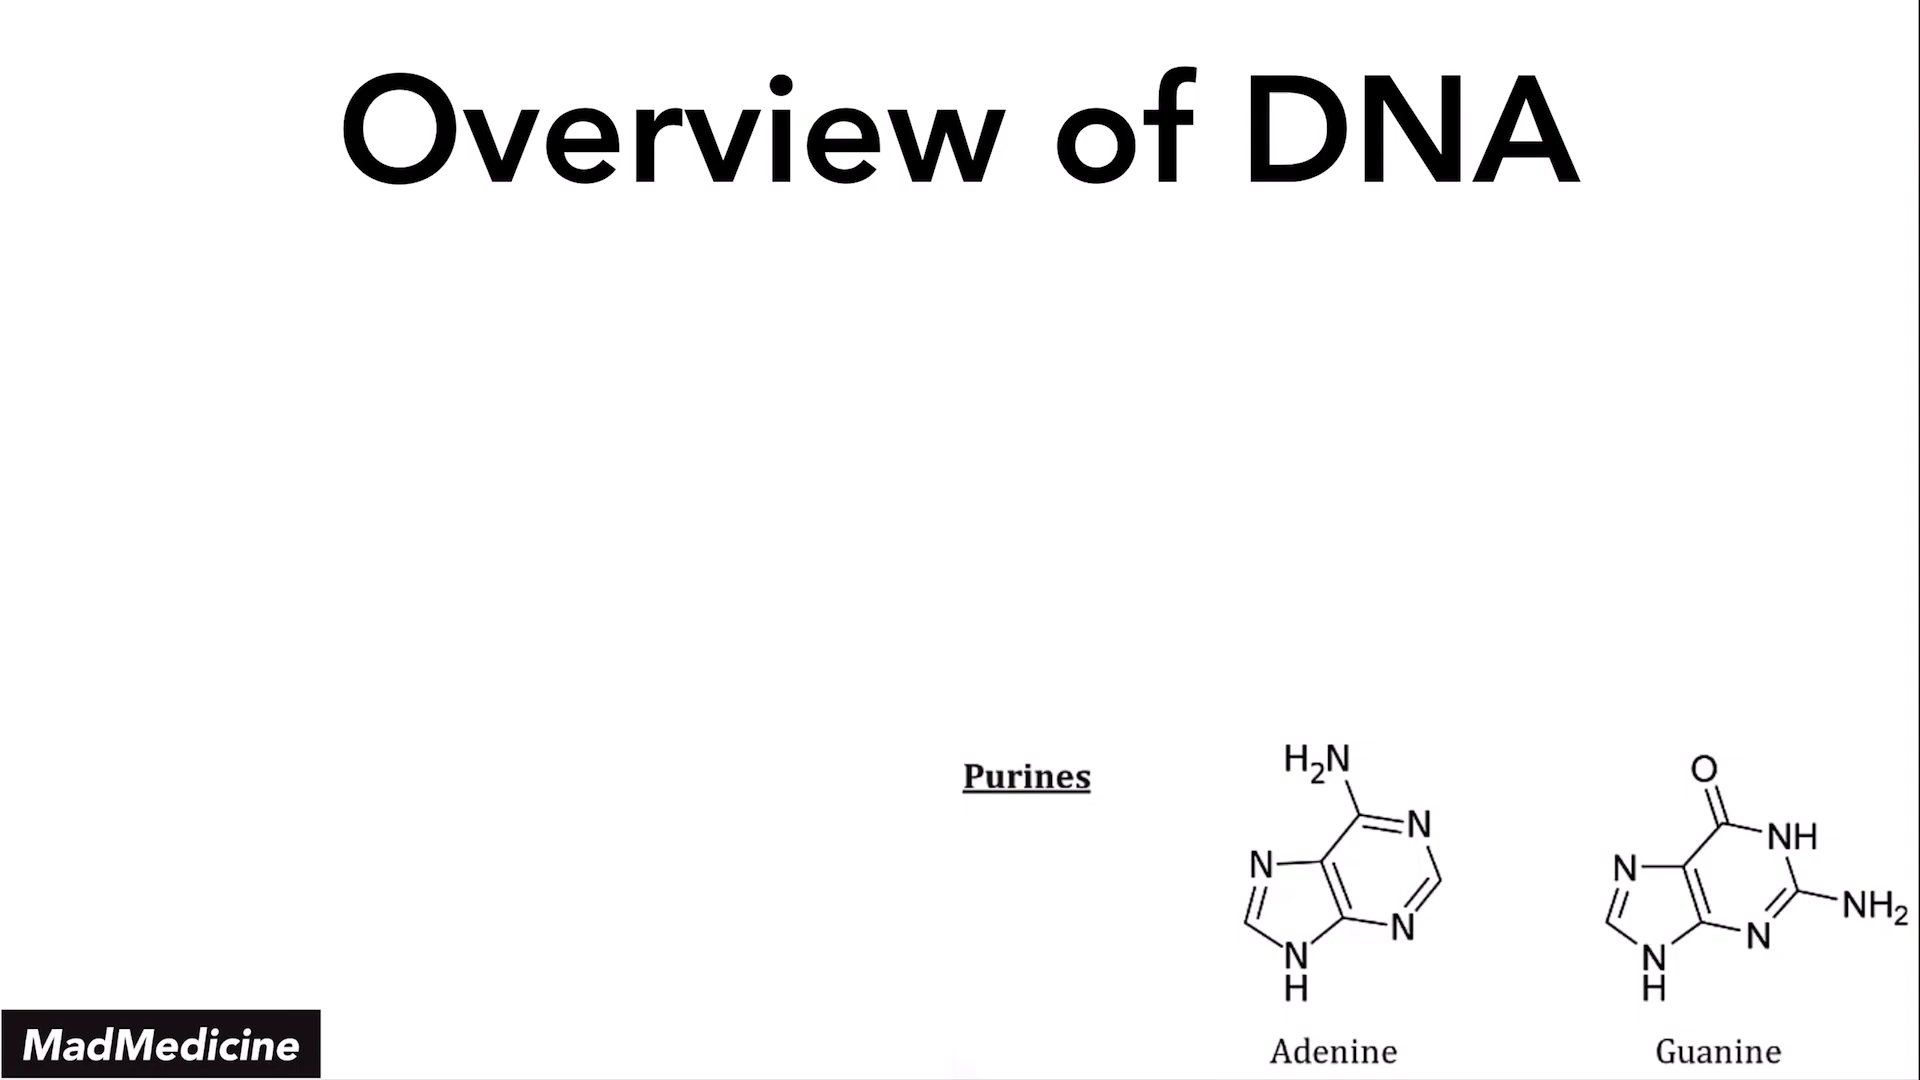 Overview of DNA
Purines
H2N
N
N
N
N
H
Adenine
O
NH
N
NH2
N
N
H
Guanine
MadMedicine